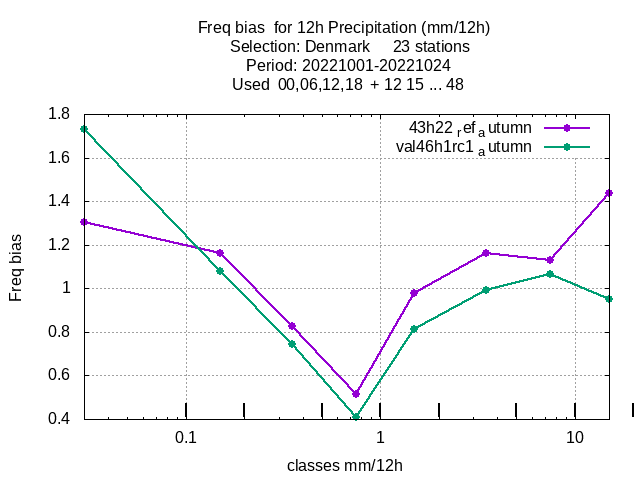 Freq bias  for 12h Precipitation (mm/12h)
Selection: Denmark     23 stations
Period: 20221001-20221024
Used  00,06,12,18  + 12 15 ... 48
43h22 ref a utumn
val46h1rc1 a utumn
1.8
1.6
1.4
1.2
1
0.8
0.6
0.4
Freq bias
0.1 1 10
classes mm/12h